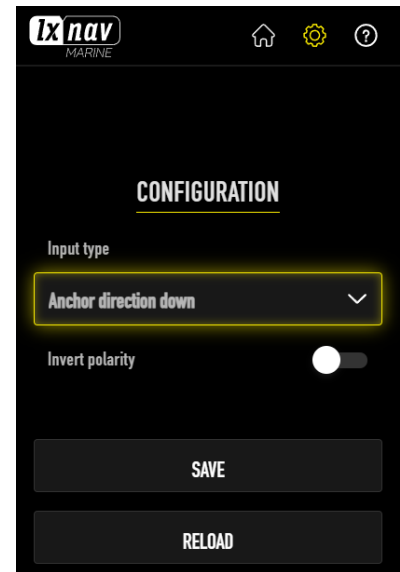 lx nav
MARINE
?
CONFIGURATION
Input type
Anchor direction down
Invert polarity
SAVE
RELOAD